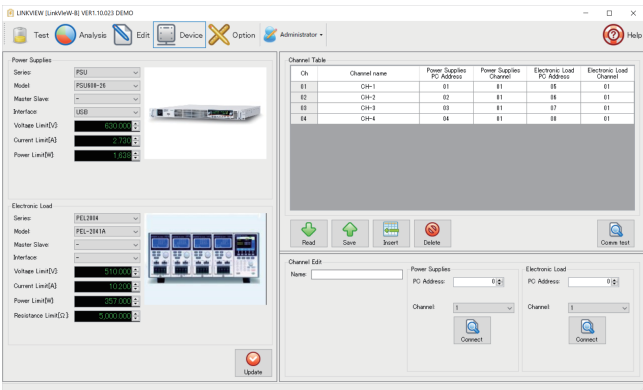 LINKVIEW [LinkVieW-B] VER1.10.023 DEMO
Test Analysis Edit Device Option Administrator Help
Power Supplies
Series: PSU
Model: PSU600-26
Master Slave: -
Interface: USB
Voltage Limit[V]: 630.000
Current Limit[A]: 2.730
Power Limit[W]: 1,638
Electronic Load
Series: PEL2004
Model: PEL-2041A
Master Slave: -
Interface: -
Voltage Limit[V]: 510.000
Current Limit[A]: 10.200
Power Limit[W]: 357.000
Resistance Limit[Ω]: 5,000.000
Update
Channel Table
Ch Channel name Power Supplies PC Address Power Supplies Channel Electronic Load PC Address Electronic Load Channel
01 CH-1 01 01 05 01
02 CH-2 02 01 06 01
03 CH-3 03 01 07 01
04 CH-4 04 01 08 01
Read Save Insert Delete Comm test
Channel Edit
Name:
Power Supplies
PC Address: 0
Channel: 1
Connect
Electronic Load
PC Address: 0
Channel: 1
Connect